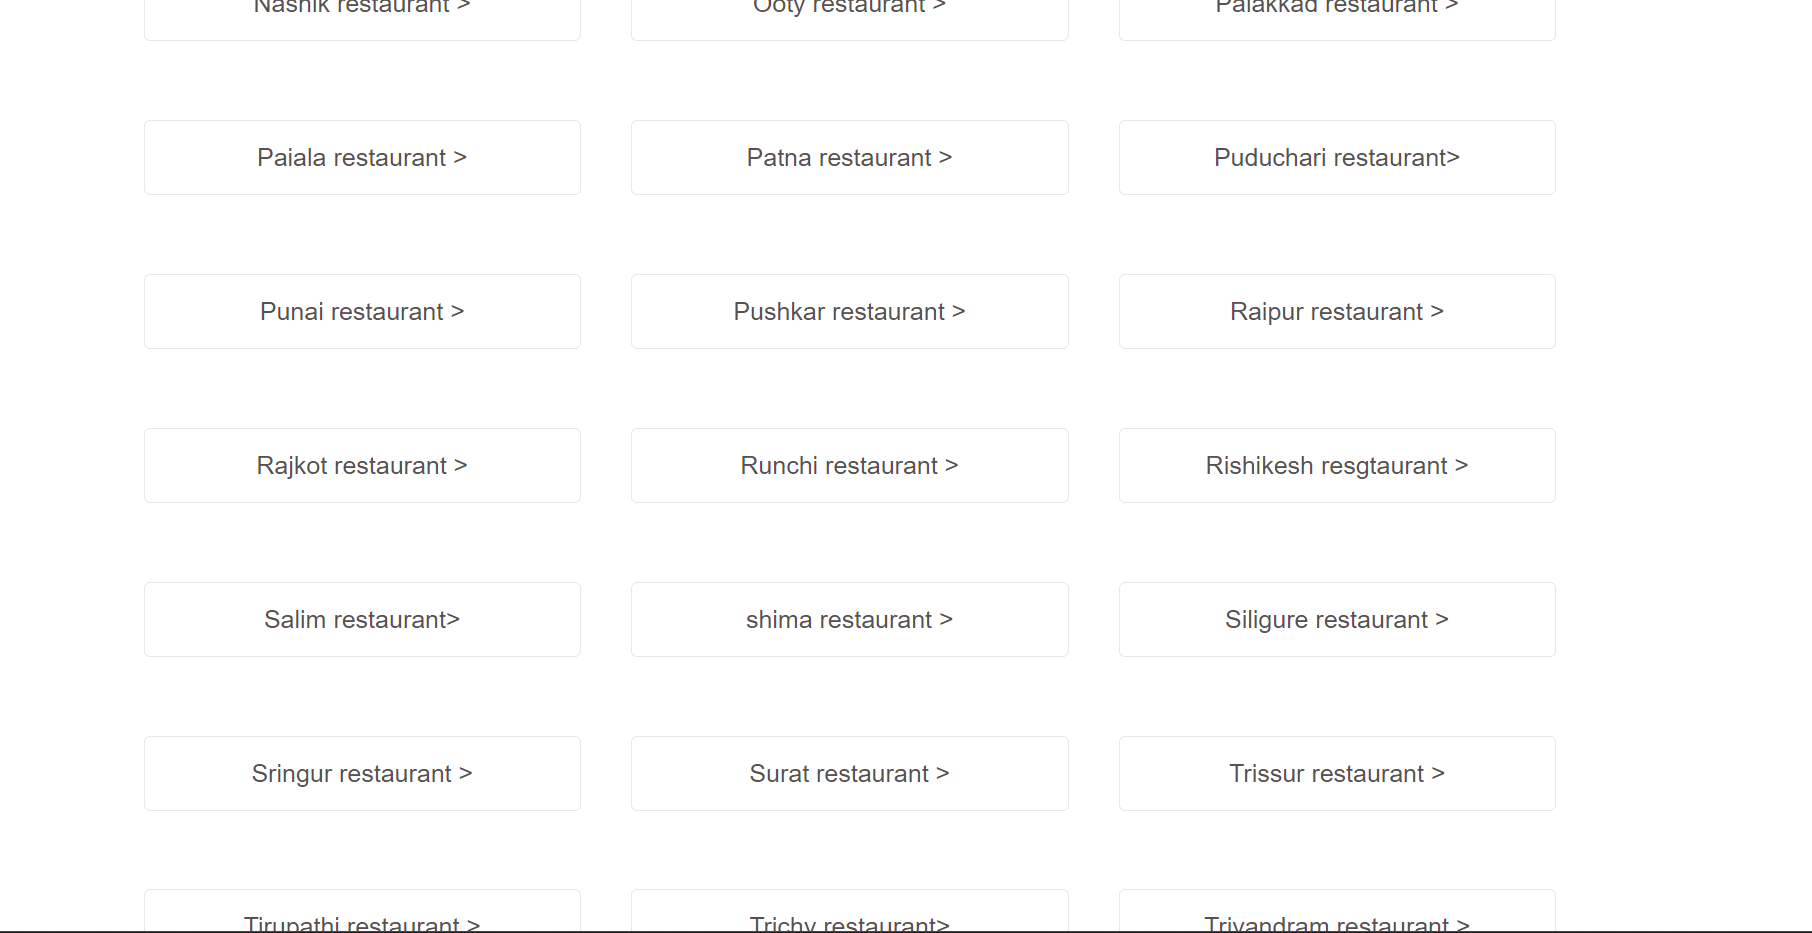 Nashik restaurant >
Ooty restaurant >
Palakkad restaurant >
Paiala restaurant >
Patna restaurant >
Puduchari restaurant>
Punai restaurant >
Pushkar restaurant >
Raipur restaurant >
Rajkot restaurant >
Runchi restaurant >
Rishikesh resgtaurant >
Salim restaurant>
shima restaurant >
Siligure restaurant >
Sringur restaurant >
Surat restaurant >
Trissur restaurant >
Tirupathi restaurant >
Trichy restaurant>
Trivandram restaurant >